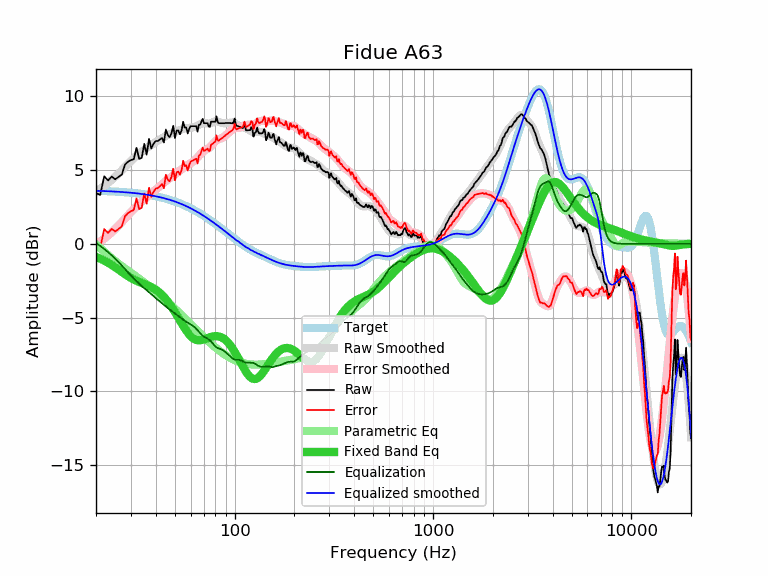 Fidue A63
Amplitude (dBr)
10
5
0
−5
−10
−15
Target
Raw Smoothed
Error Smoothed
Raw
Error
Parametric Eq
Fixed Band Eq
Equalization
Equalized smoothed
100
1000
10000
Frequency (Hz)